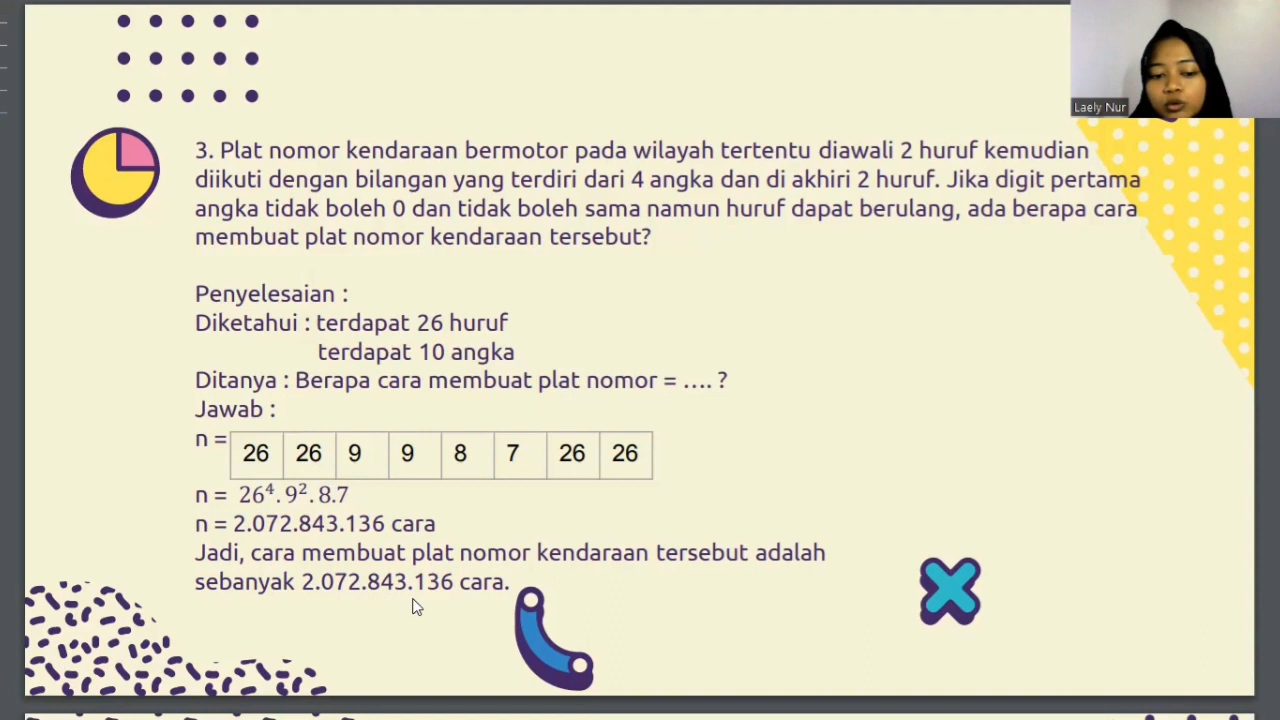 Laely Nur
3. Plat nomor kendaraan bermotor pada wilayah tertentu diawali 2 huruf kemudian
diikuti dengan bilangan yang terdiri dari 4 angka dan di akhiri 2 huruf. Jika digit pertama
angka tidak boleh 0 dan tidak boleh sama namun huruf dapat berulang, ada berapa cara
membuat plat nomor kendaraan tersebut?
Penyelesaian :
Diketahui : terdapat 26 huruf
terdapat 10 angka
Ditanya : Berapa cara membuat plat nomor = .... ?
Jawab :
n = 26 26 9 9 8 7 26 26
n = 26⁴. 9². 8.7
n = 2.072.843.136 cara
Jadi, cara membuat plat nomor kendaraan tersebut adalah
sebanyak 2.072.843.136 cara.